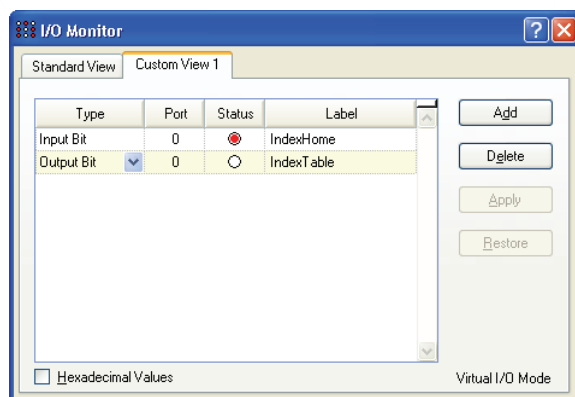 I/O Monitor
Standard View Custom View 1
Type Port Status Label
Input Bit 0 IndexHome
Output Bit 0 IndexTable
Add
Delete
Apply
Restore
Hexadecimal Values
Virtual I/O Mode